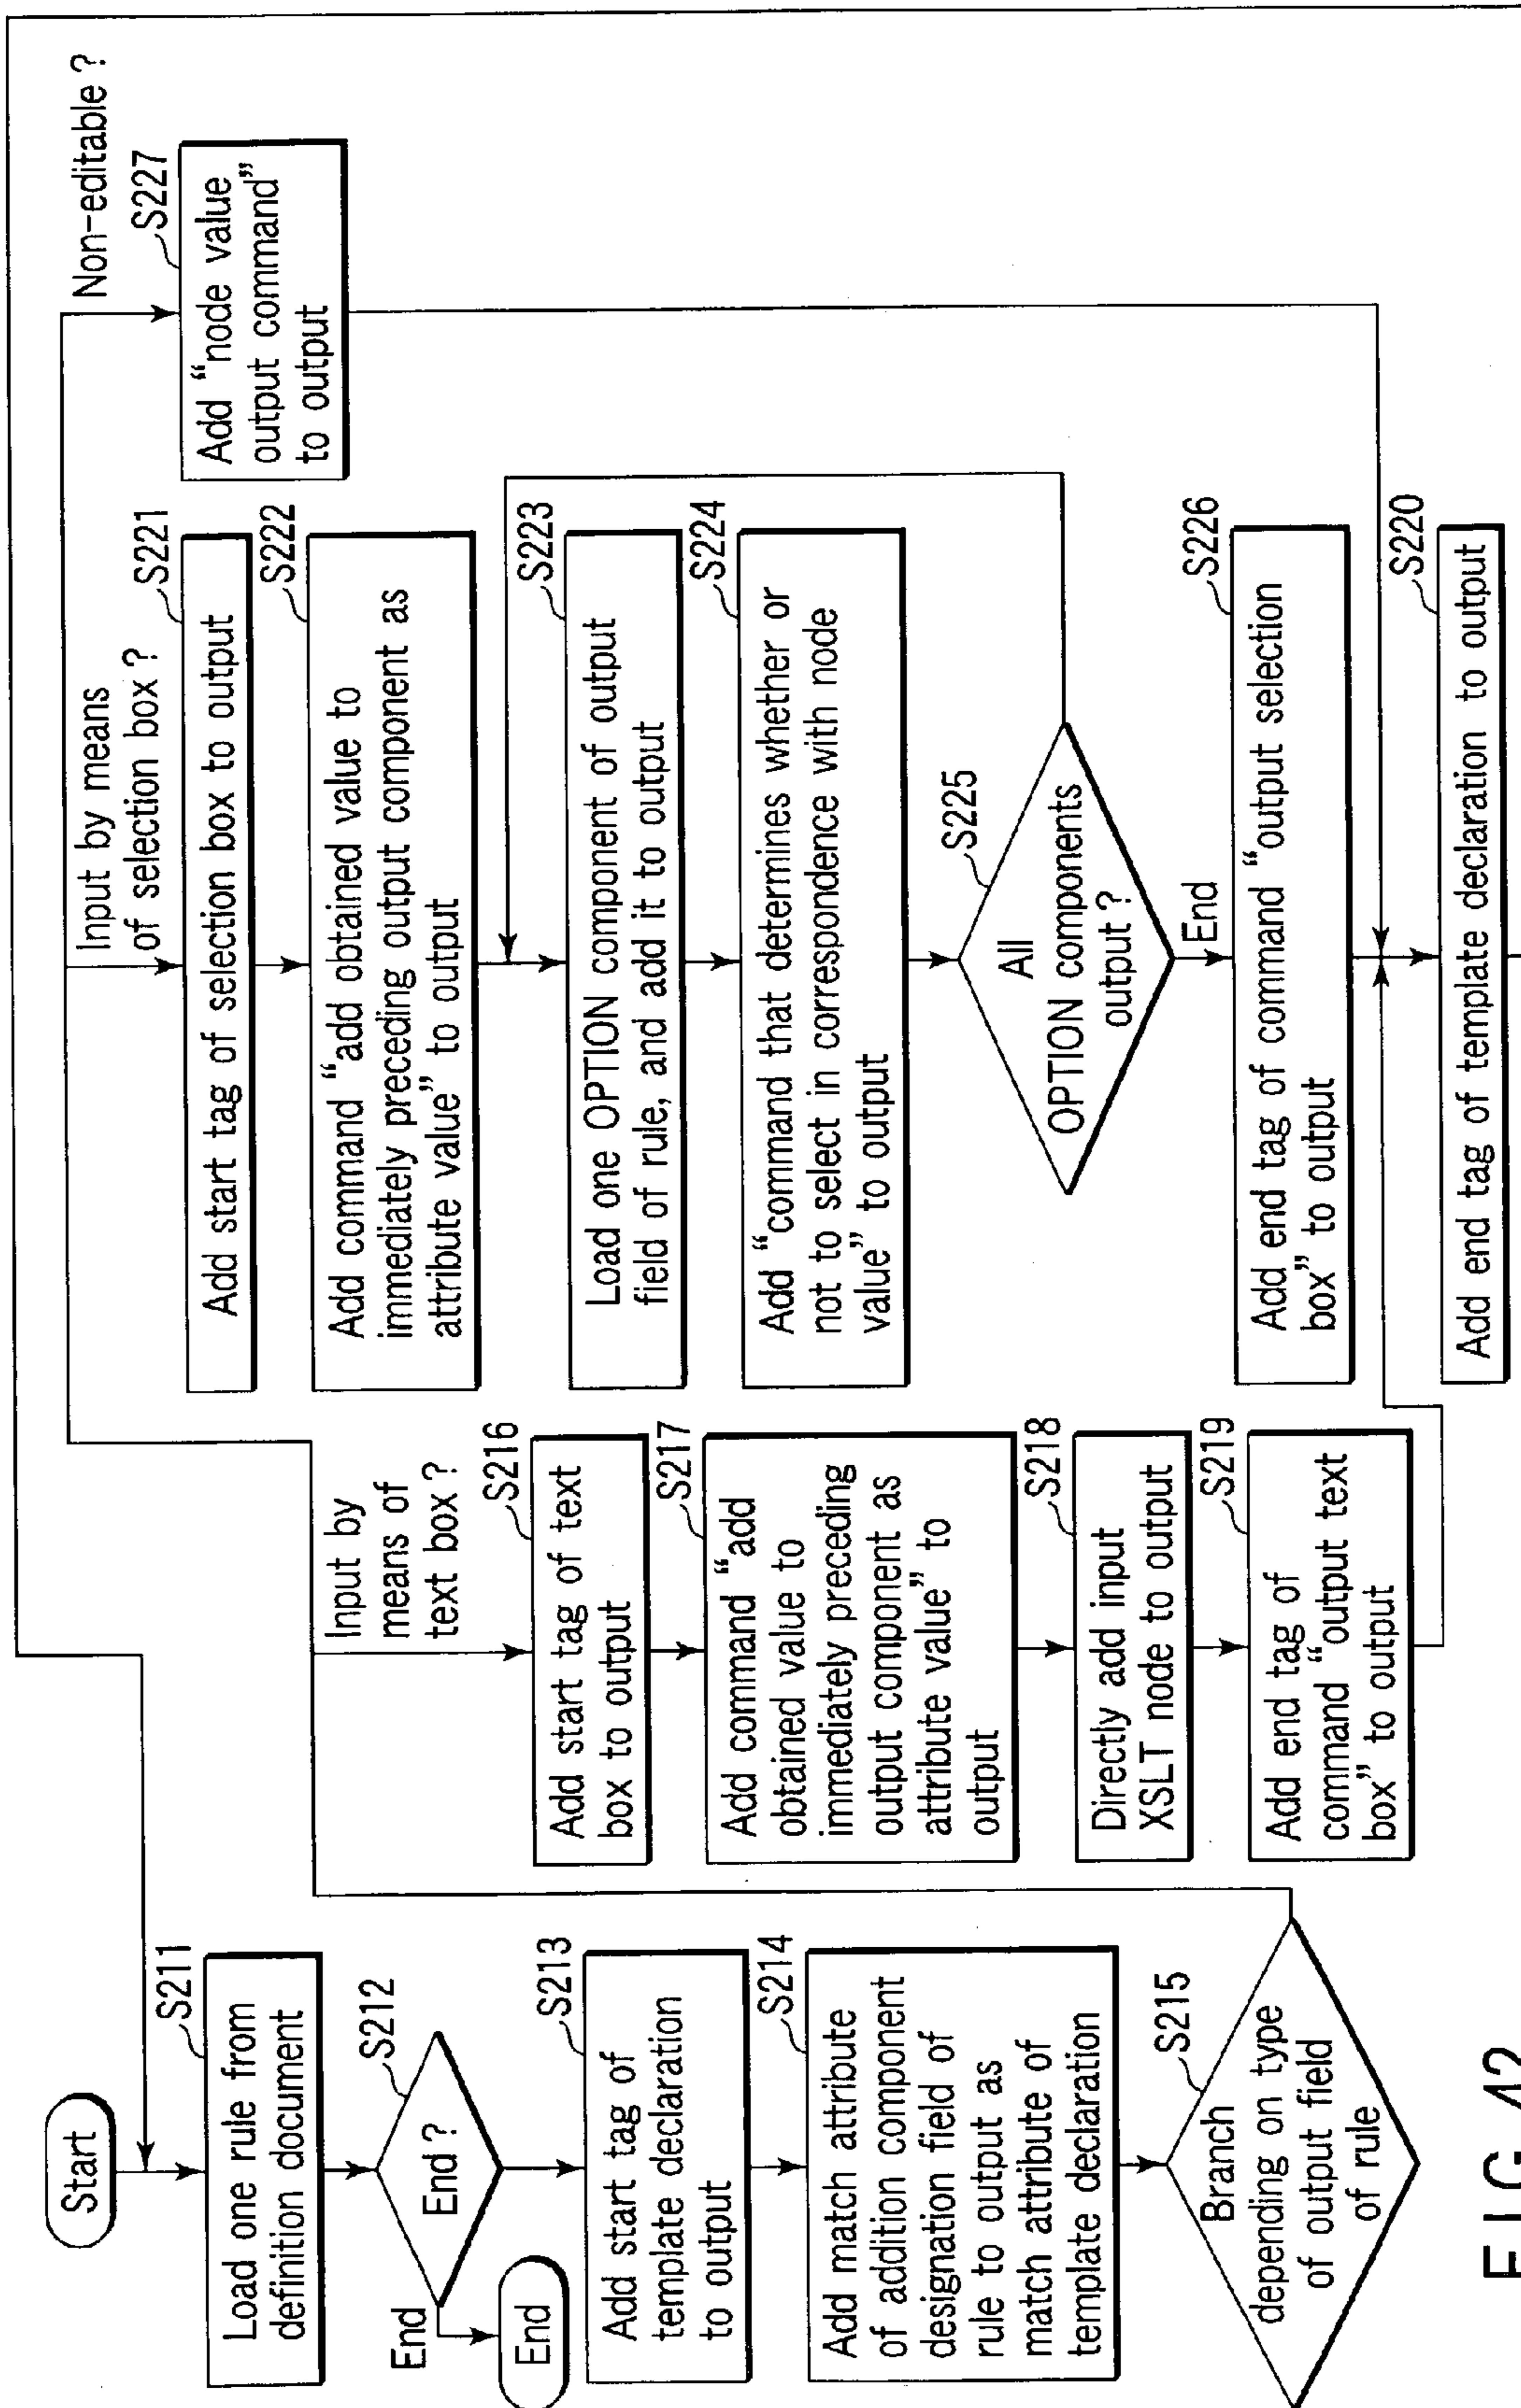 Start
S211
Load one rule from
definition document
S212
End ?
End
End
S213
Add start tag of
template declaration
to output
S214
Add match attribute
of addition component
designation field of
rule to output as
match attribute of
template declaration
S215
Branch
depending on type
of output field
of rule
Input by
means of
text box ?
S216
Add start tag of text
box to output
S217
Add command “add
obtained value to
immediately preceding
output component as
attribute value” to
output
S218
Directly add input
XSLT node to output
S219
Add end tag of
command “output text
box” to output
Input by means
of selection box ?
S221
Add start tag of selection box to output
S222
Add command “add obtained value to
immediately preceding output component as
attribute value” to output
S223
Load one OPTION component of output
field of rule, and add it to output
S224
Add “command that determines whether or
not to select in correspondence with node
value” to output
S225
All
OPTION components
output ?
End
S226
Add end tag of command “output selection
box” to output
S220
Add end tag of template declaration to output
Non-editable ?
S227
Add “node value
output command”
to output
FIG. 42